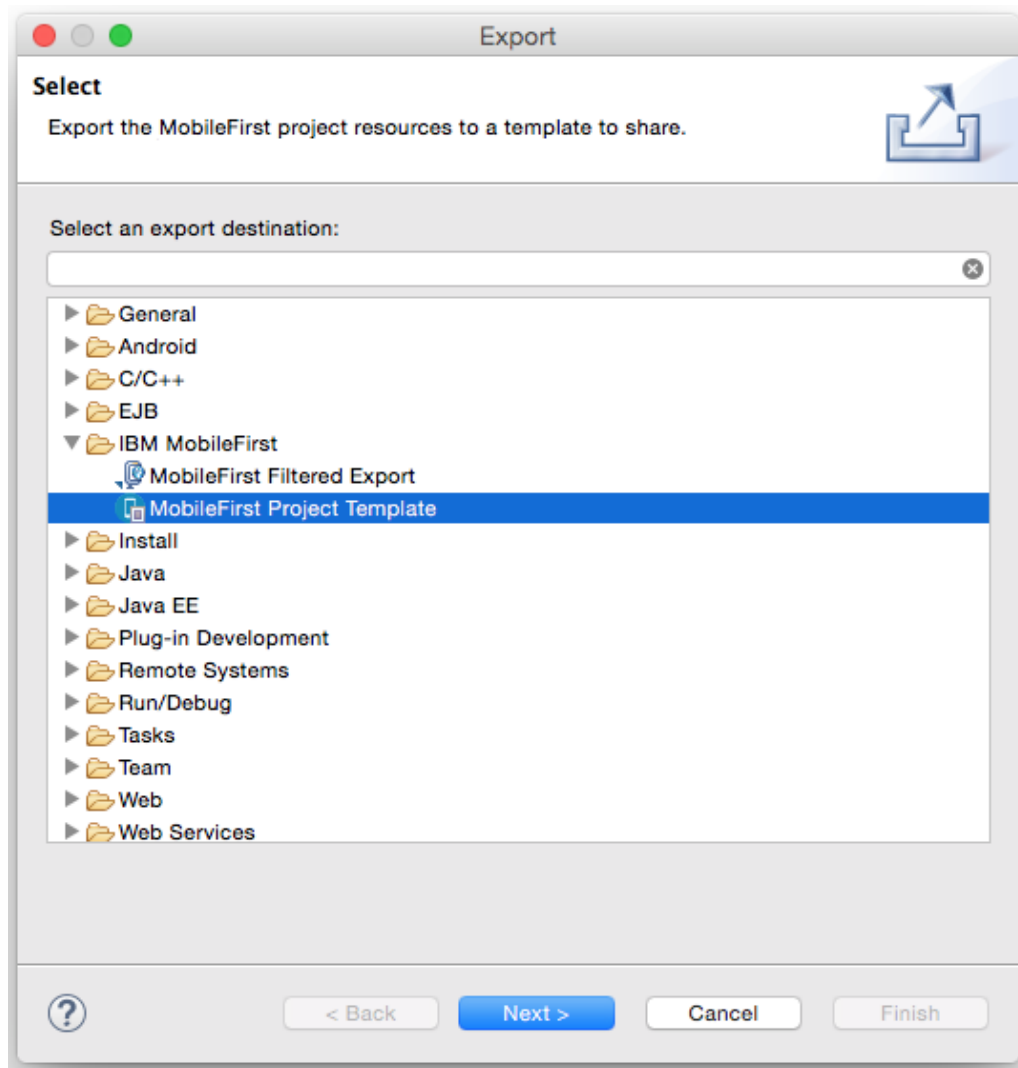 Export
Select
Export the MobileFirst project resources to a template to share.
Select an export destination:
General
Android
C/C++
EJB
IBM MobileFirst
MobileFirst Filtered Export
MobileFirst Project Template
Install
Java
Java EE
Plug-in Development
Remote Systems
Run/Debug
Tasks
Team
Web
Web Services
?
< Back
Next >
Cancel
Finish